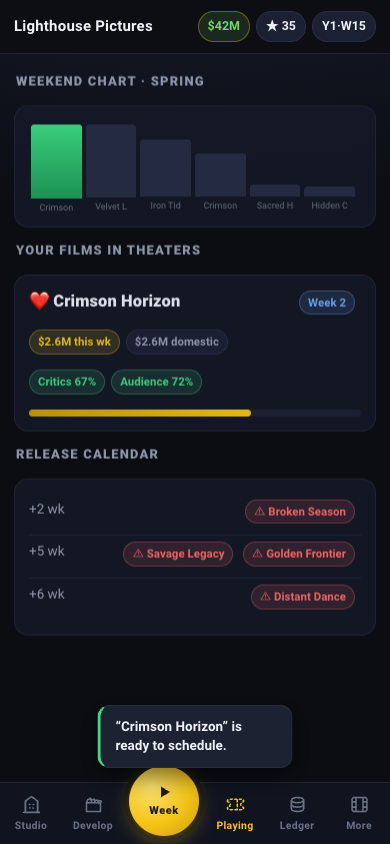 Lighthouse Pictures
$42M
★ 35
Y1·W15
WEEKEND CHART · SPRING
Crimson
Velvet L
Iron Tid
Crimson
Sacred H
Hidden C
YOUR FILMS IN THEATERS
❤️ Crimson Horizon
Week 2
$2.6M this wk
$2.6M domestic
Critics 67%
Audience 72%
RELEASE CALENDAR
+2 wk
⚠ Broken Season
+5 wk
⚠ Savage Legacy
⚠ Golden Frontier
+6 wk
⚠ Distant Dance
“Crimson Horizon” is
ready to schedule.
Studio
Develop
Week
Playing
Ledger
More